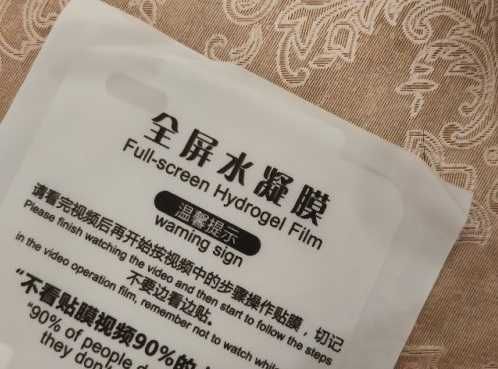 全屏水凝膜
Full-screen Hydrogel Film
温馨提示
warning sign
请看完视频后再开始按视频中的步骤操作贴膜，切记
不要边看边贴。
Please finish watching the video and then start to follow the steps
in the video operation film, remember not to watch while
"不看贴膜视频90%的
"90% of people d
they don